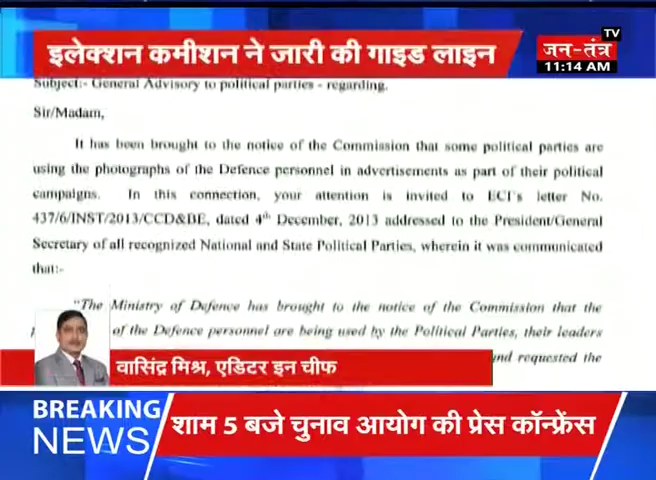 इलेक्शन कमीशन ने जारी की गाइड लाइन
जन-तंत्र TV
11:14 AM
Subject:- General Advisory to political parties - regarding.
Sir/Madam,
It has been brought to the notice of the Commission that some political parties are
using the photographs of the Defence personnel in advertisements as part of their political
campaigns. In this connection, your attention is invited to ECI's letter No.
437/6/INST/2013/CCD&BE, dated 4th December, 2013 addressed to the President/General
Secretary of all recognized National and State Political Parties, wherein it was communicated
that:-
"The Ministry of Defence has brought to the notice of the Commission that the
of the Defence personnel are being used by the Political Parties, their leaders
and requested the
वासिंद्र मिश्र, एडिटर इन चीफ
BREAKING
NEWS
शाम 5 बजे चुनाव आयोग की प्रेस कॉन्फ्रेंस